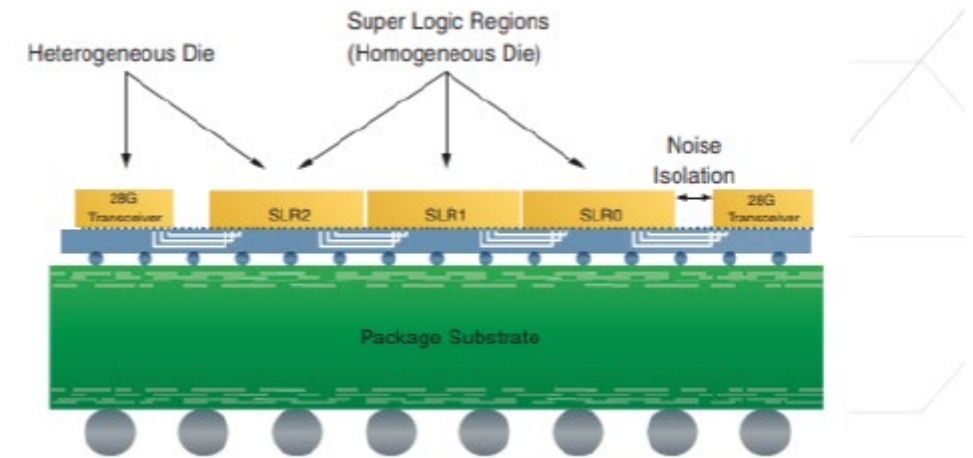 Super Logic Regions
(Homogeneous Die)
Heterogeneous Die
Noise
Isolation
28G
Transceiver
SLR2
SLR1
SLR0
28G
Transceiver
Package Substrate